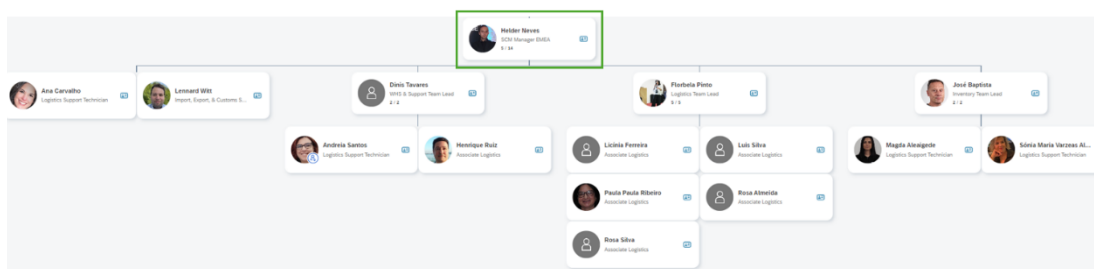 Helder Neves
SCM Manager EMEA
5 / 14
Ana Carvalho
Logistics Support Technician
Lennard Witt
Import, Export, & Customs S...
Dinis Tavares
WMS & Support Team Lead
2 / 2
Florbela Pinto
Logistics Team Lead
5 / 5
José Baptista
Inventory Team Lead
2 / 2
Andreia Santos
Logistics Support Technician
Henrique Ruiz
Associate Logistics
Licínia Ferreira
Associate Logistics
Luis Silva
Associate Logistics
Magda Alealgede
Logistics Support Technician
Sónia Maria Varzeas Al...
Logistics Support Technician
Paula Paula Ribeiro
Associate Logistics
Rosa Almeida
Associate Logistics
Rosa Silva
Associate Logistics